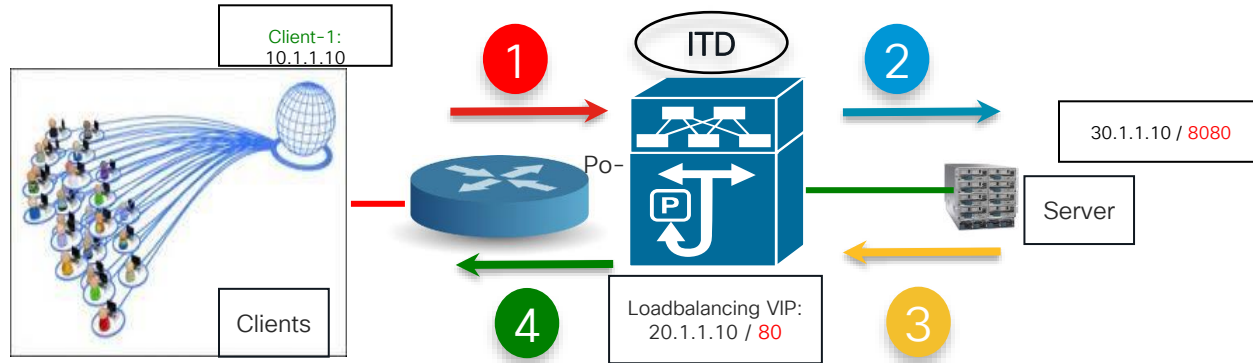 Client-1:
10.1.1.10
1
ITD
2
30.1.1.10 / 8080
Po-
P
Server
Clients
4
Loadbalancing VIP:
20.1.1.10 / 80
3